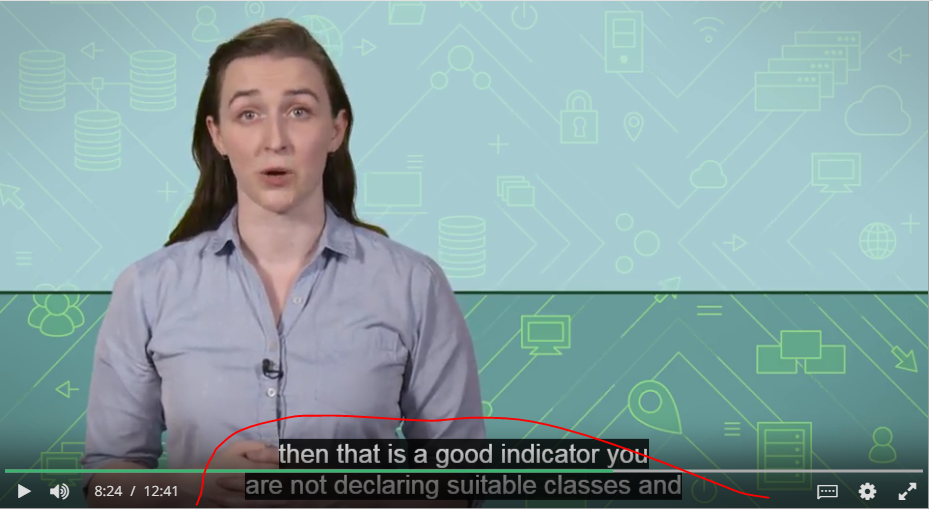 then that is a good indicator you
are not declaring suitable classes and
8:24 / 12:41